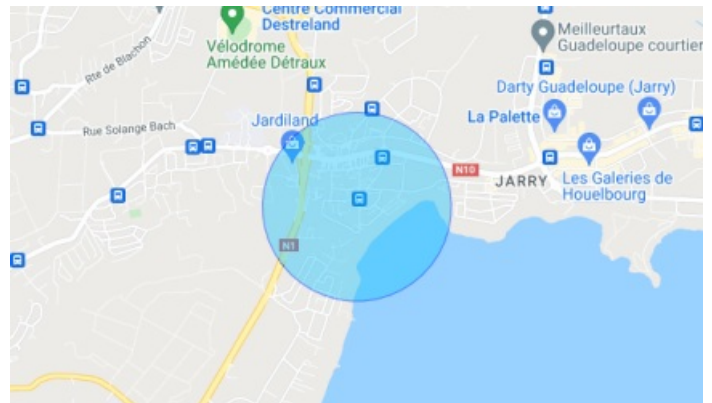 Centre Commercial
Destreland
Vélodrome
Amédée Détraux
Rte de Blachon
Meilleurtaux
Guadeloupe courtier
Darty Guadeloupe (Jarry)
La Palette
Rue Solange Bach
Jardiland
N10
JARRY
Les Galeries de
Houelbourg
N1